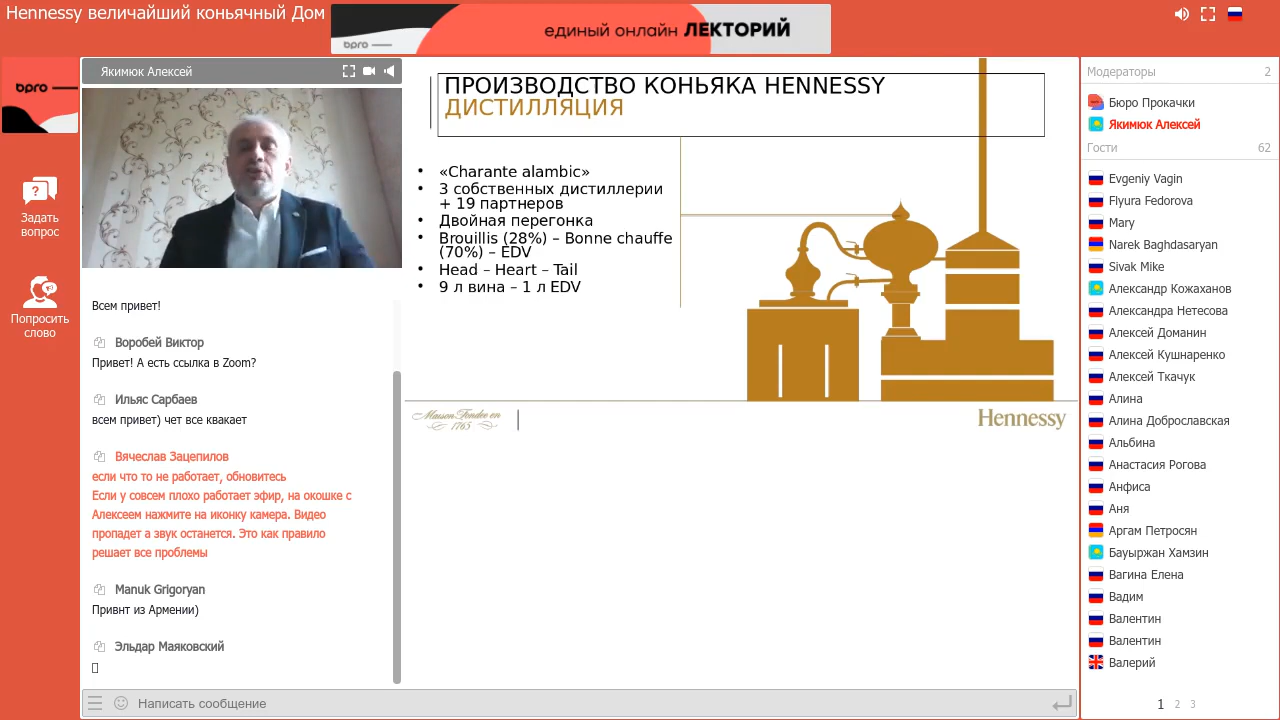 Hennessy величайший коньячный Дом
bpro
единый онлайн ЛЕКТОРИЙ
bpro
Задать
вопрос
Попросить
слово
Якимюк Алексей
Всем привет!
Воробей Виктор
Привет! А есть ссылка в Zoom?
Ильяс Сарбаев
всем привет) чет все квакает
Вячеслав Зацепилов
если что то не работает, обновитесь
Если у совсем плохо работает эфир, на окошке с
Алексеем нажмите на иконку камера. Видео
пропадет а звук останется. Это как правило
решает все проблемы
Manuk Grigoryan
Привнт из Армении)
Эльдар Маяковский
Написать сообщение
ПРОИЗВОДСТВО КОНЬЯКА HENNESSY
ДИСТИЛЛЯЦИЯ
• «Charante alambic»
• 3 собственных дистиллерии
+ 19 партнеров
• Двойная перегонка
• Brouillis (28%) – Bonne chauffe
(70%) – EDV
• Head – Heart – Tail
• 9 л вина – 1 л EDV
Maison Fondée en
1765
Hennessy
Модераторы 2
Бюро Прокачки
Якимюк Алексей
Гости 62
Evgeniy Vagin
Flyura Fedorova
Mary
Narek Baghdasaryan
Sivak Mike
Александр Кожаханов
Александра Нетесова
Алексей Доманин
Алексей Кушнаренко
Алексей Ткачук
Алина
Алина Доброславская
Альбина
Анастасия Рогова
Анфиса
Аня
Аргам Петросян
Бауыржан Хамзин
Вагина Елена
Вадим
Валентин
Валентин
Валерий
1 2 3